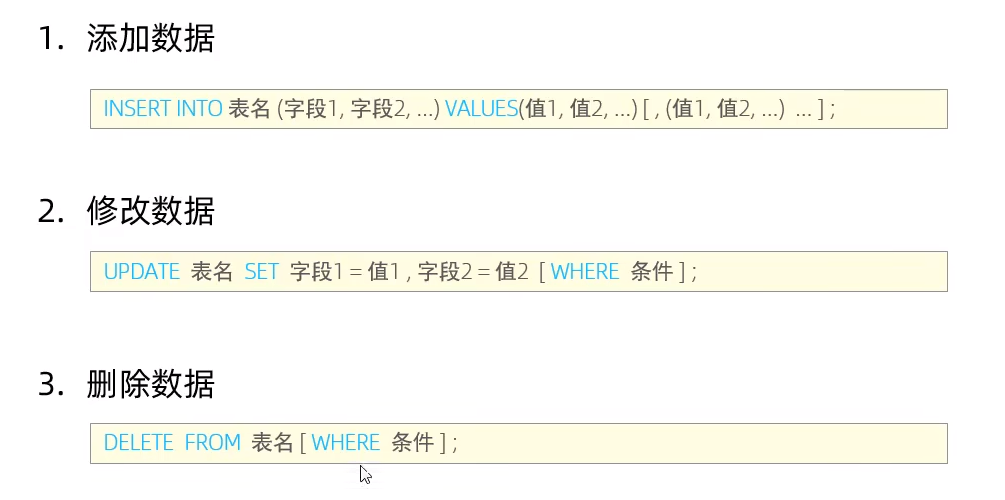 1. 添加数据
INSERT INTO 表名 (字段1, 字段2, ...) VALUES(值1, 值2, ...) [ , (值1, 值2, ...) ... ] ;
2. 修改数据
UPDATE 表名 SET 字段1 = 值1 , 字段2 = 值2 [ WHERE 条件 ] ;
3. 删除数据
DELETE FROM 表名 [ WHERE 条件 ] ;